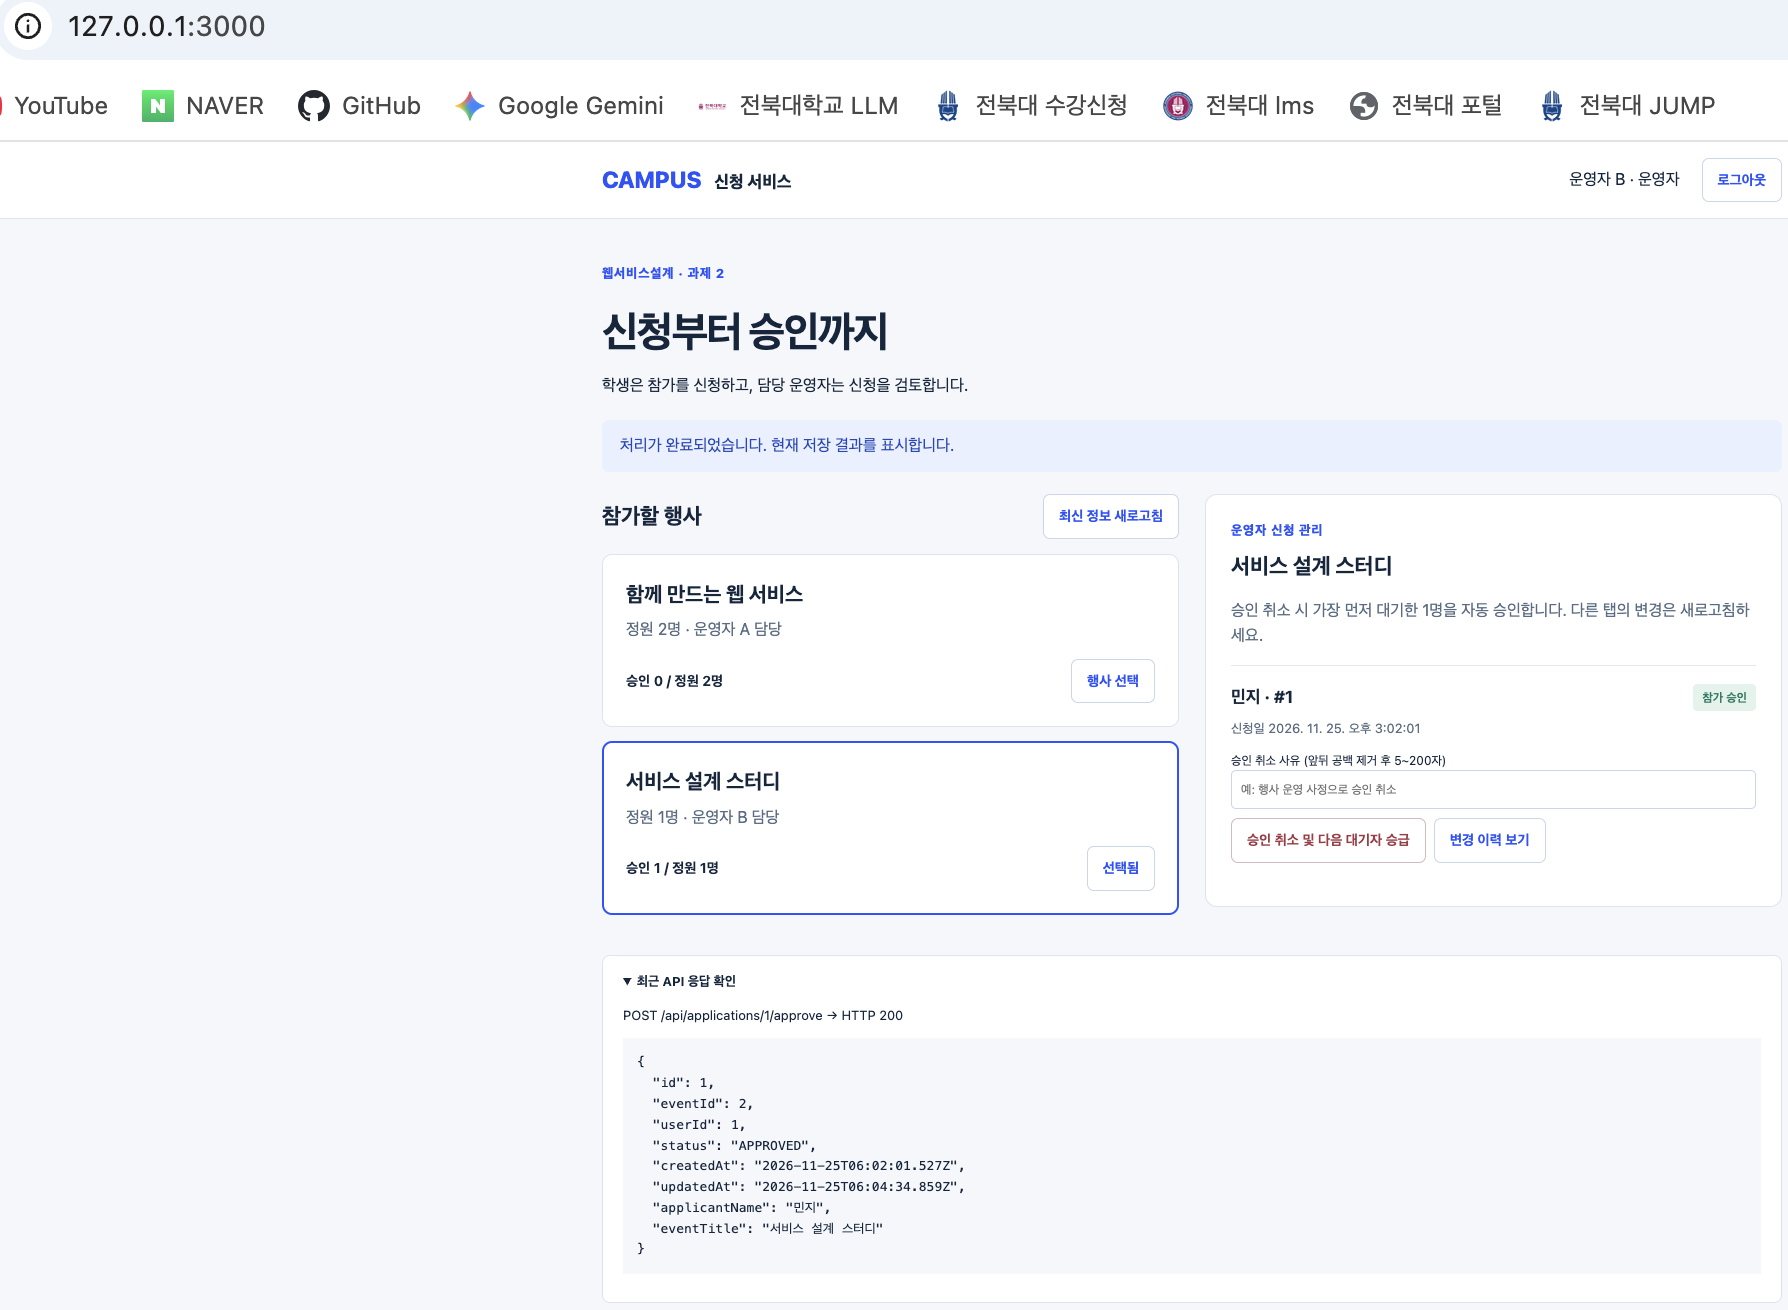 127.0.0.1:3000
YouTube
NAVER
GitHub
Google Gemini
전북대학교 LLM
전북대 수강신청
전북대 lms
전북대 포털
전북대 JUMP
CAMPUS 신청 서비스
운영자 B · 운영자
로그아웃
웹서비스설계 · 과제 2
신청부터 승인까지
학생은 참가를 신청하고, 담당 운영자는 신청을 검토합니다.
처리가 완료되었습니다. 현재 저장 결과를 표시합니다.
참가할 행사
최신 정보 새로고침
함께 만드는 웹 서비스
정원 2명 · 운영자 A 담당
승인 0 / 정원 2명
행사 선택
서비스 설계 스터디
정원 1명 · 운영자 B 담당
승인 1 / 정원 1명
선택됨
운영자 신청 관리
서비스 설계 스터디
승인 취소 시 가장 먼저 대기한 1명을 자동 승인합니다. 다른 탭의 변경은 새로고침하
세요.
민지 · #1
참가 승인
신청일 2026. 11. 25. 오후 3:02:01
승인 취소 사유 (앞뒤 공백 제거 후 5~200자)
예: 행사 운영 사정으로 승인 취소
승인 취소 및 다음 대기자 승급
변경 이력 보기
▼ 최근 API 응답 확인
POST /api/applications/1/approve → HTTP 200
{
"id": 1,
"eventId": 2,
"userId": 1,
"status": "APPROVED",
"createdAt": "2026-11-25T06:02:01.527Z",
"updatedAt": "2026-11-25T06:04:34.859Z",
"applicantName": "민지",
"eventTitle": "서비스 설계 스터디"
}